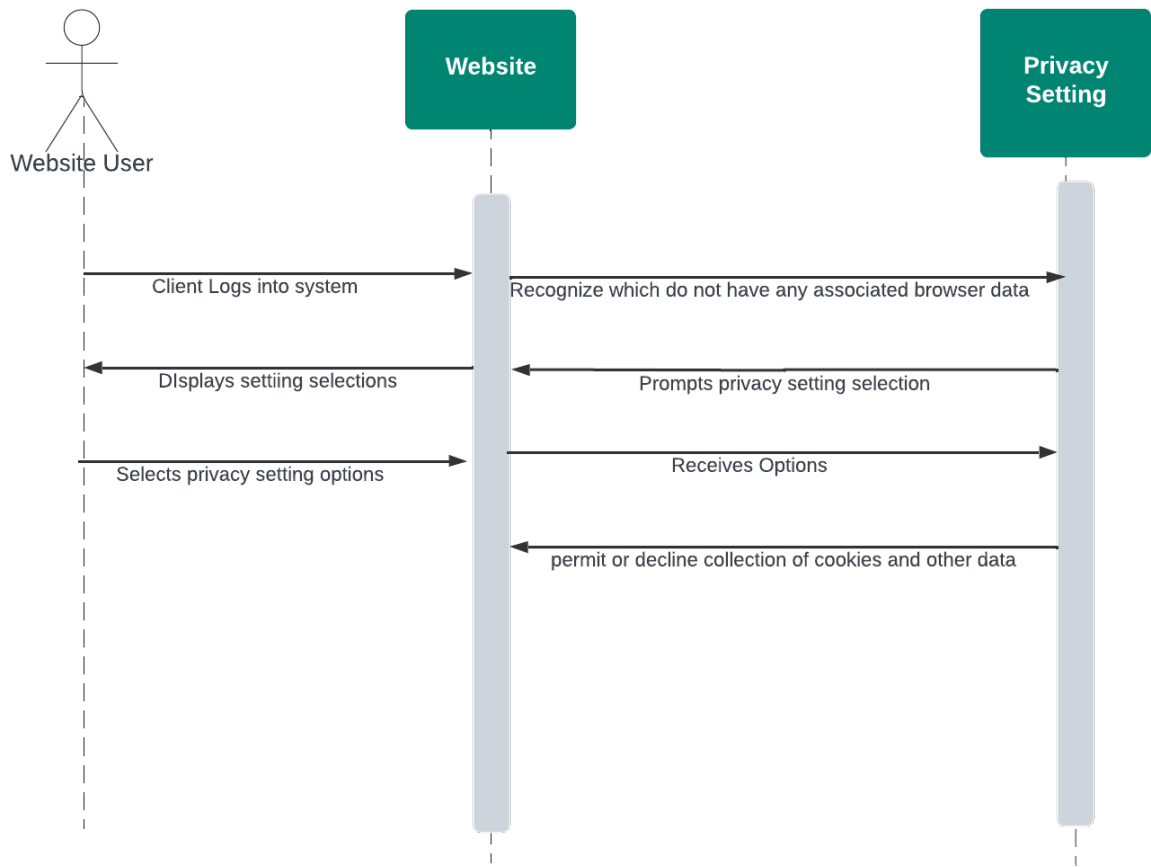 Website
Privacy
Setting
Website User
Client Logs into system
Recognize which do not have any associated browser data
DIsplays settiing selections
Prompts privacy setting selection
Selects privacy setting options
Receives Options
permit or decline collection of cookies and other data